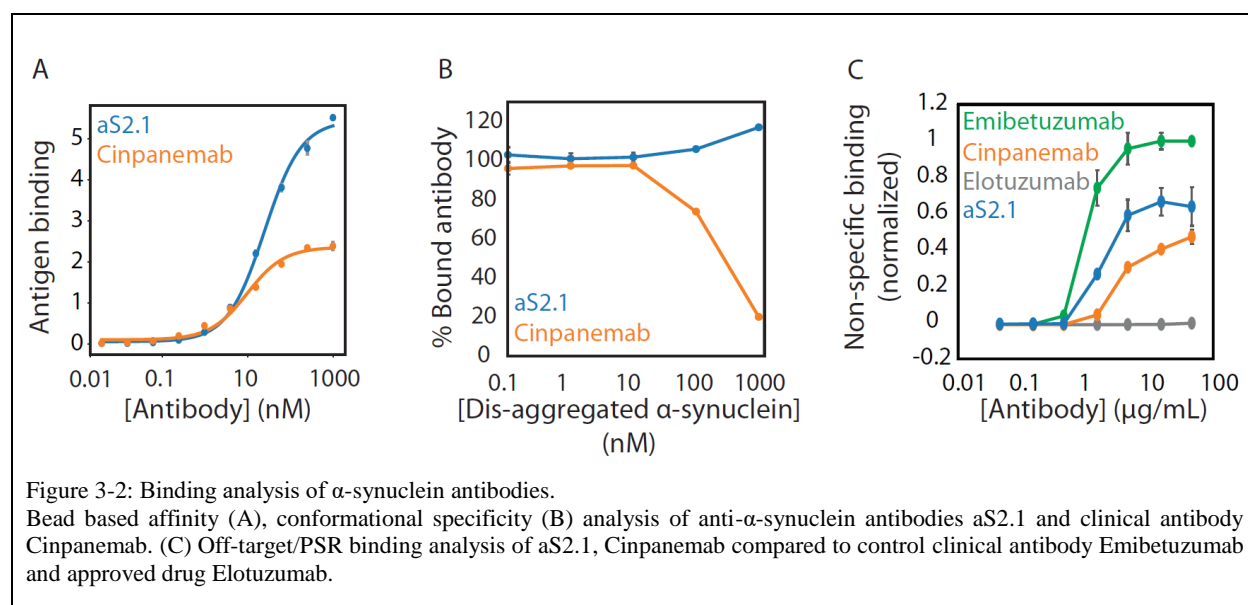 A
Antigen binding
5
4
3
2
1
0
aS2.1
Cinpanemab
0.01 0.1 10 1000
[Antibody] (nM)
B
% Bound antibody
120
100
80
60
40
20
0
aS2.1
Cinpanemab
0.1 1 10 100 1000
[Dis-aggregated α-synuclein]
(nM)
C
Non-specific binding
(normalized)
1.2
1
0.8
0.6
0.4
0.2
0
-0.2
Emibetuzumab
Cinpanemab
Elotuzumab
aS2.1
0.01 0.1 1 10 100
[Antibody] (µg/mL)
Figure 3-2: Binding analysis of α-synuclein antibodies.
Bead based affinity (A), conformational specificity (B) analysis of anti-α-synuclein antibodies aS2.1 and clinical antibody
Cinpanemab. (C) Off-target/PSR binding analysis of aS2.1, Cinpanemab compared to control clinical antibody Emibetuzumab
and approved drug Elotuzumab.